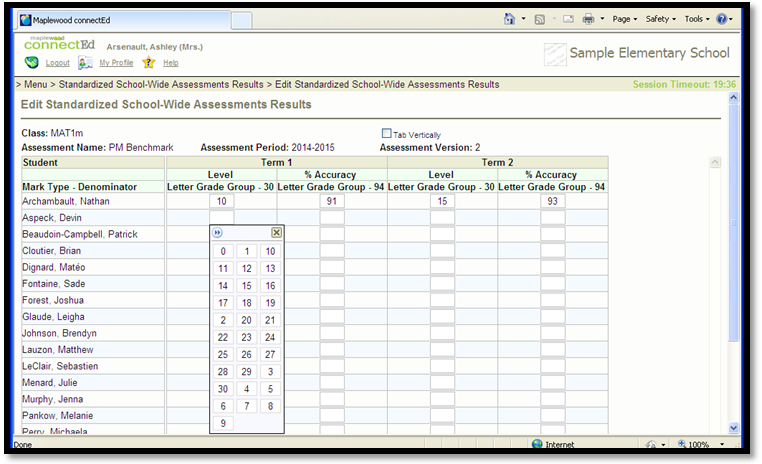 Maplewood connectEd
Page Safety Tools
maplewood
connectEd Arsenault, Ashley (Mrs.)
Logout My Profile Help
Sample Elementary School
> Menu > Standardized School-Wide Assessments Results > Edit Standardized School-Wide Assessments Results Session Timeout: 19:36
Edit Standardized School-Wide Assessments Results
Class: MAT1m Tab Vertically
Assessment Name: PM Benchmark Assessment Period: 2014-2015 Assessment Version: 2
Student Term 1 Term 2
Level % Accuracy Level % Accuracy
Mark Type - Denominator Letter Grade Group - 30 Letter Grade Group - 94 Letter Grade Group - 30 Letter Grade Group - 94
Archambault, Nathan 10 91 15 93
Aspeck, Devin
Beaudoin-Campbell, Patrick
Cloutier, Brian 0 1 10
Dignard, Matéo 11 12 13
Fontaine, Sade 14 15 16
Forest, Joshua 17 18 19
Glaude, Leigha 2 20 21
Johnson, Brendyn 22 23 24
Lauzon, Matthew 25 26 27
LeClair, Sebastien 28 29 3
Menard, Julie 30 4 5
Murphy, Jenna 6 7 8
Pankow, Melanie 9
Perry, Michaela
Done Internet 100%